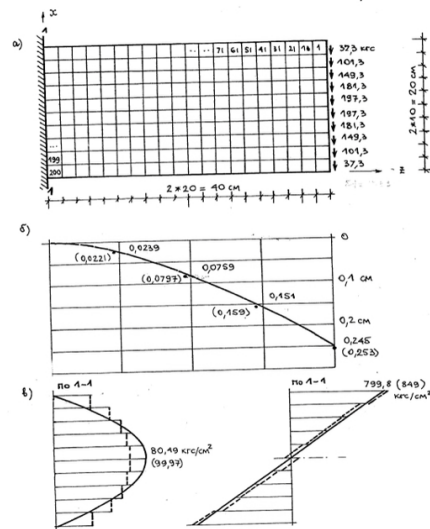 x
1
а)
... 71 61 51 41 31 21 11 1
37,3 кгс
101,3
149,3
181,3
197,3
197,3
181,3
149,3
101,3
37,3
2*10 = 20 см
...
199
200
1
2*20 = 40 см
б)
0
0,0239
(0,0221)
0,0759
(0,0797)
0,1 см
0,151
(0,159)
0,2 см
0,245
(0,253)
в)
по 1-1
80,19 кгс/см²
(99,97)
по 1-1
799,8 (849)
кгс/см²